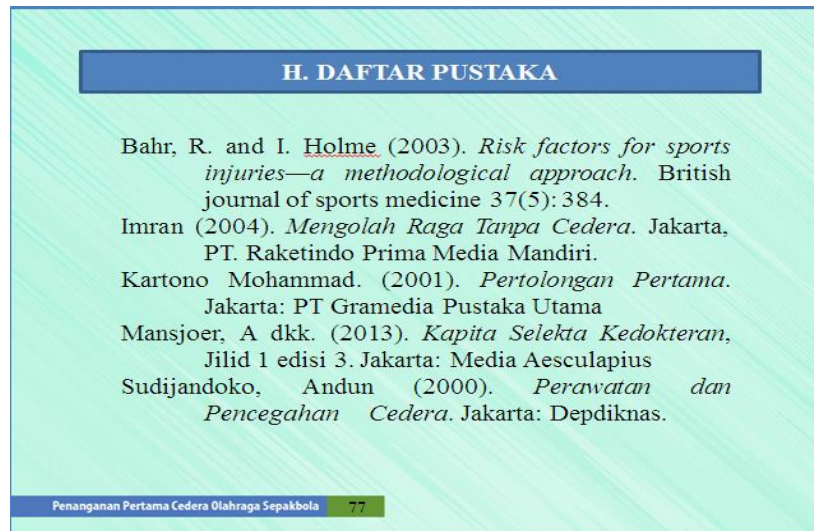 H. DAFTAR PUSTAKA
Bahr, R. and I. Holme (2003). Risk factors for sports
injuries—a methodological approach. British
journal of sports medicine 37(5): 384.
Imran (2004). Mengolah Raga Tanpa Cedera. Jakarta,
PT. Raketindo Prima Media Mandiri.
Kartono Mohammad. (2001). Pertolongan Pertama.
Jakarta: PT Gramedia Pustaka Utama
Mansjoer, A dkk. (2013). Kapita Selekta Kedokteran,
Jilid 1 edisi 3. Jakarta: Media Aesculapius
Sudijandoko, Andun (2000). Perawatan dan
Pencegahan Cedera. Jakarta: Depdiknas.
Penanganan Pertama Cedera Olahraga Sepakbola 77